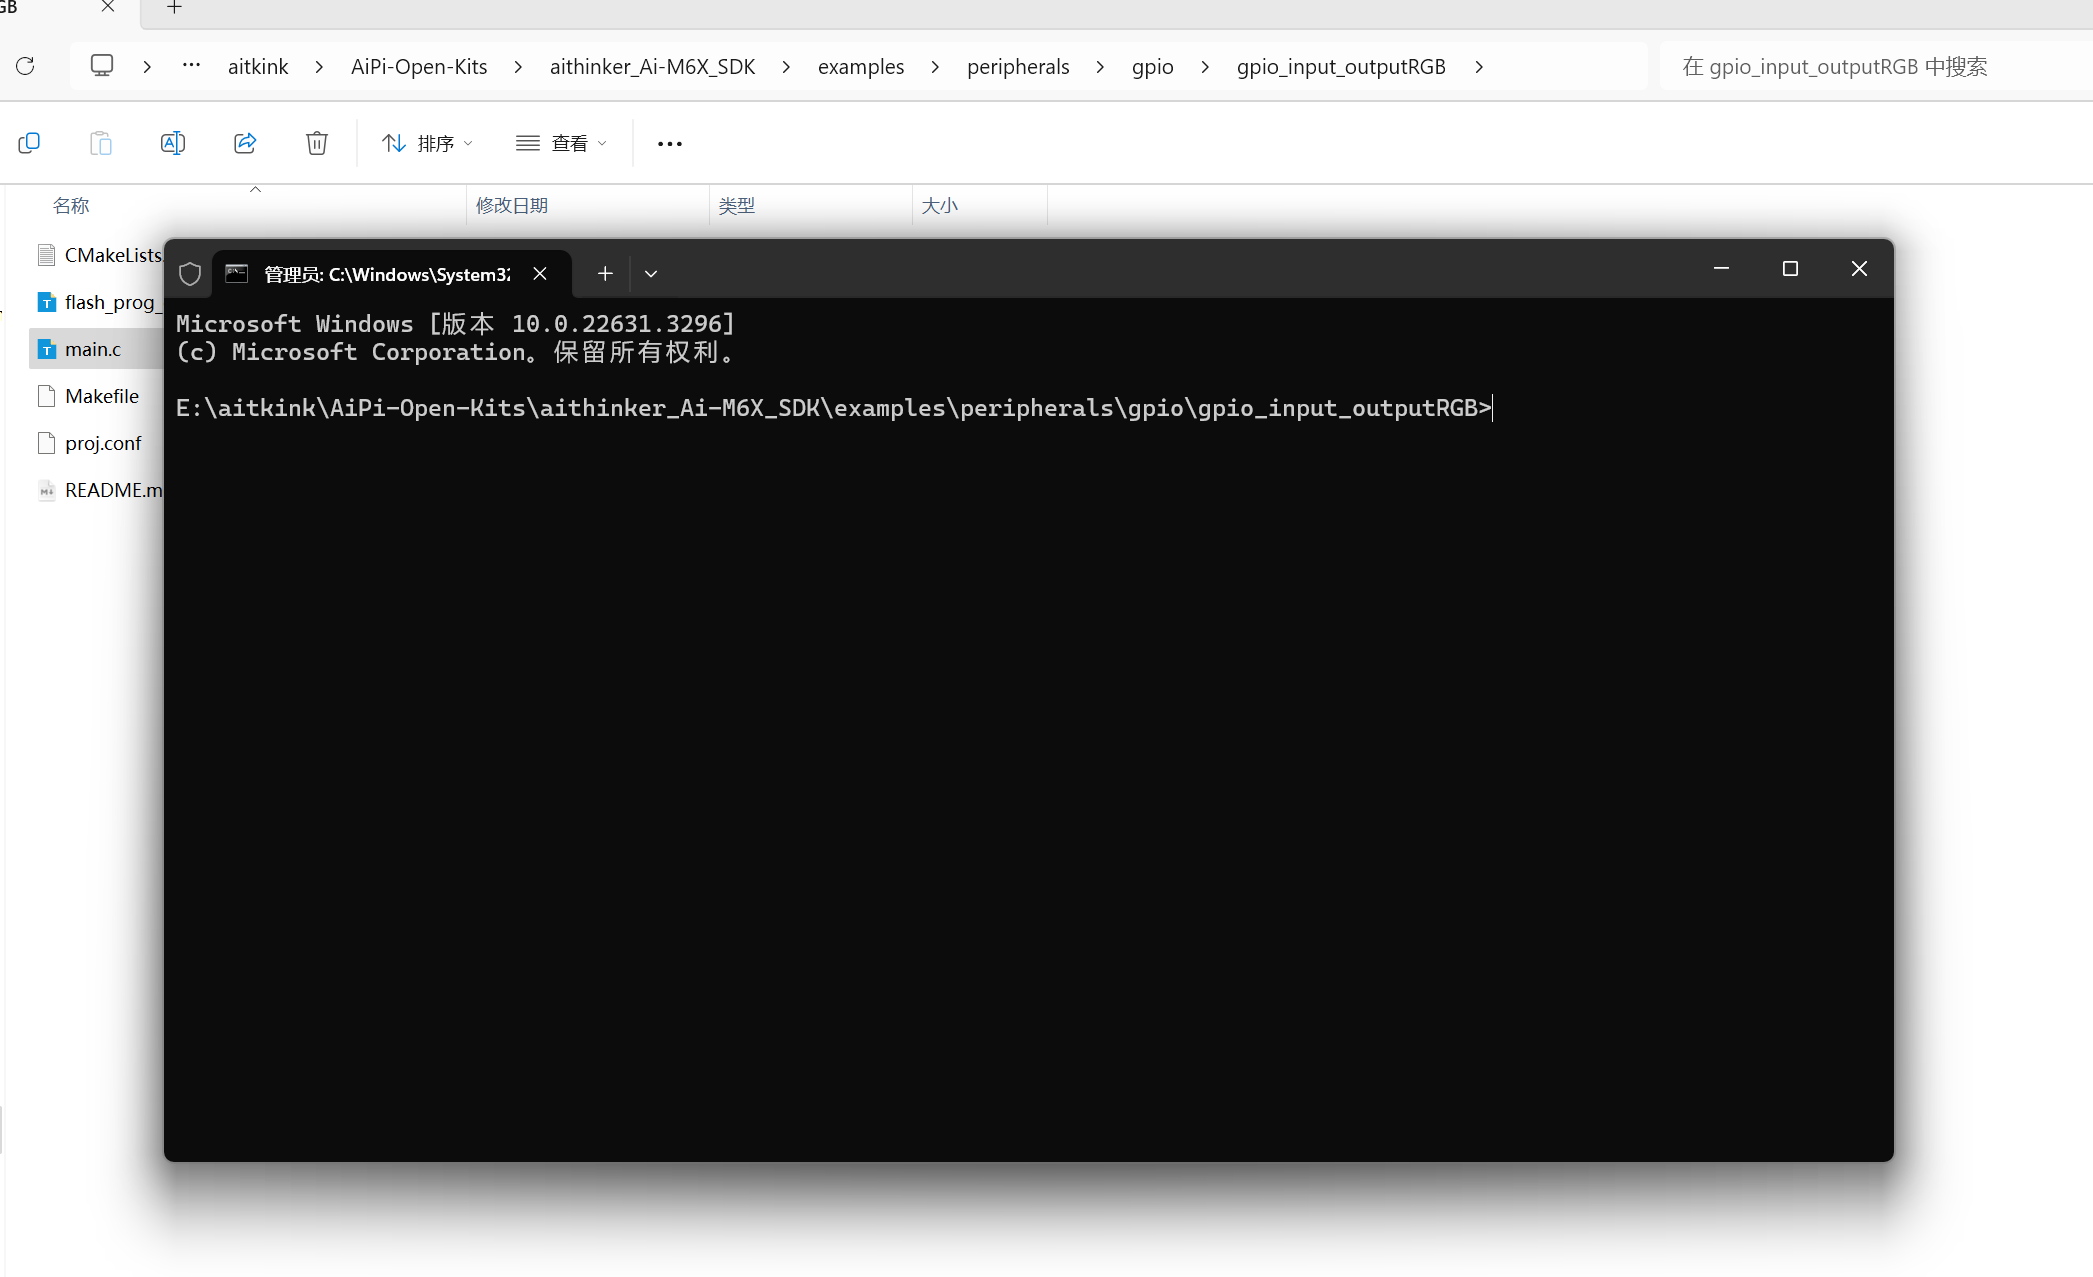 GB
aitkink > AiPi-Open-Kits > aithinker_Ai-M6X_SDK > examples > peripherals > gpio > gpio_input_outputRGB >
在 gpio_input_outputRGB 中搜索
排序
查看
名称
修改日期
类型
大小
CMakeLists.
flash_prog_
main.c
Makefile
proj.conf
README.m
管理员: C:\Windows\System32
Microsoft Windows [版本 10.0.22631.3296]
(c) Microsoft Corporation。保留所有权利。
E:\aitkink\AiPi-Open-Kits\aithinker_Ai-M6X_SDK\examples\peripherals\gpio\gpio_input_outputRGB>